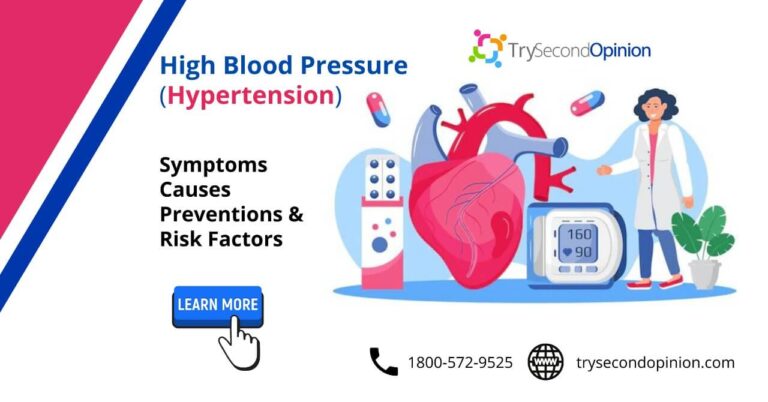 TrySecondOpinion
High Blood Pressure
(Hypertension)
Symptoms
Causes
Preventions &
Risk Factors
160
90
LEARN MORE
1800-572-9525
trysecondopinion.com